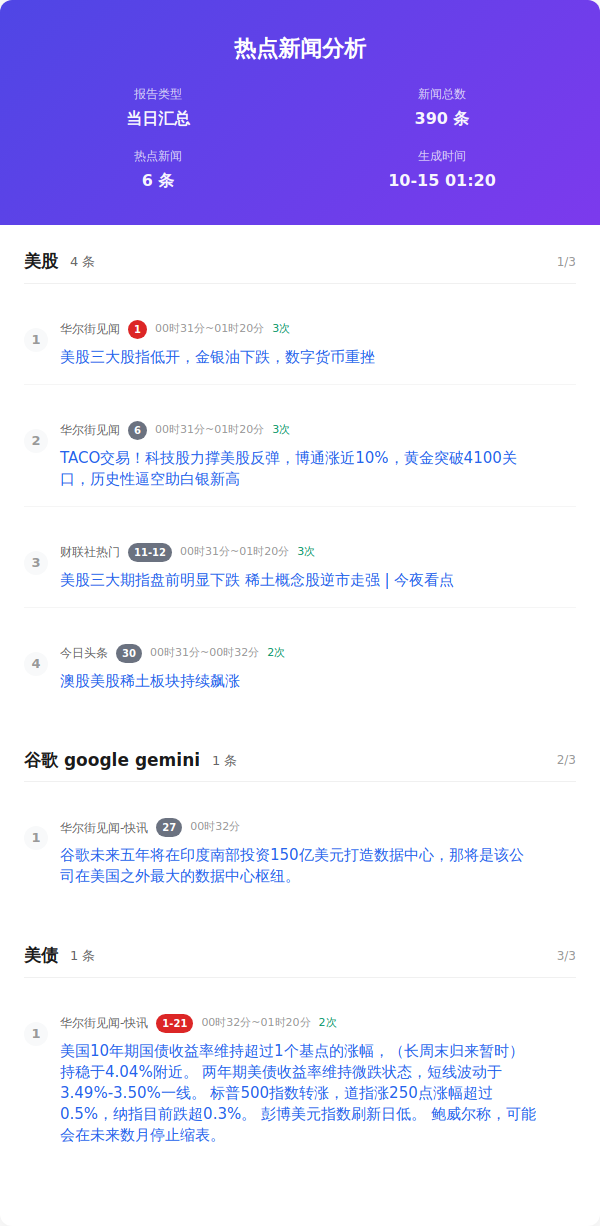 热点新闻分析
报告类型
新闻总数
当日汇总
390 条
热点新闻
生成时间
6 条
10-15 01:20
美股 4 条 1/3
1 华尔街见闻 1 00时31分~01时20分 3次
美股三大股指低开，金银油下跌，数字货币重挫
2 华尔街见闻 6 00时31分~01时20分 3次
TACO交易！科技股力撑美股反弹，博通涨近10%，黄金突破4100关
口，历史性逼空助白银新高
3 财联社热门 11-12 00时31分~01时20分 3次
美股三大期指盘前明显下跌 稀土概念股逆市走强 | 今夜看点
4 今日头条 30 00时31分~00时32分 2次
澳股美股稀土板块持续飙涨
谷歌 google gemini 1 条 2/3
1 华尔街见闻-快讯 27 00时32分
谷歌未来五年将在印度南部投资150亿美元打造数据中心，那将是该公
司在美国之外最大的数据中心枢纽。
美债 1 条 3/3
1 华尔街见闻-快讯 1-21 00时32分~01时20分 2次
美国10年期国债收益率维持超过1个基点的涨幅，（长周末归来暂时）
持稳于4.04%附近。 两年期美债收益率维持微跌状态，短线波动于
3.49%-3.50%一线。 标普500指数转涨，道指涨250点涨幅超过
0.5%，纳指目前跌超0.3%。 彭博美元指数刷新日低。 鲍威尔称，可能
会在未来数月停止缩表。